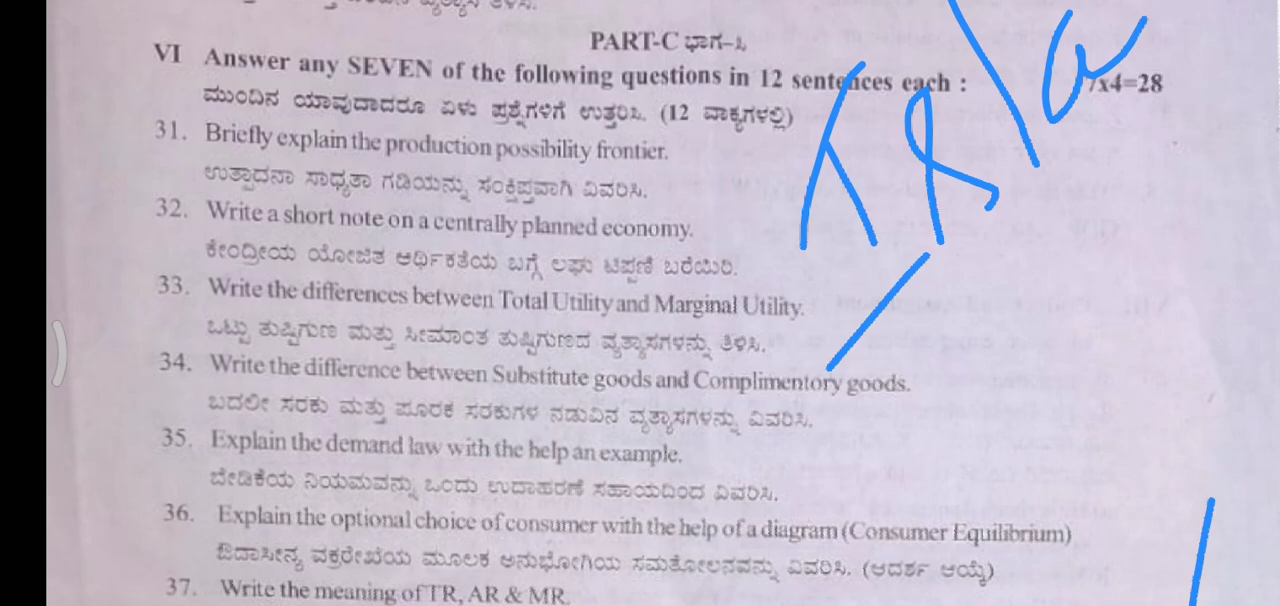 PART-C ಭಾಗ-ಸಿ
VI Answer any SEVEN of the following questions in 12 sentences each : 7x4=28
ಮುಂದಿನ ಯಾವುದಾದರೂ ಏಳು ಪ್ರಶ್ನೆಗಳಿಗೆ ಉತ್ತರಿಸಿ. (12 ವಾಕ್ಯಗಳಲ್ಲಿ)
31. Briefly explain the production possibility frontier.
ಉತ್ಪಾದನಾ ಸಾಧ್ಯತಾ ಗಡಿಯನ್ನು ಸಂಕ್ಷಿಪ್ತವಾಗಿ ವಿವರಿಸಿ.
32. Write a short note on a centrally planned economy.
ಕೇಂದ್ರೀಯ ಯೋಜಿತ ಆರ್ಥಿಕತೆಯ ಬಗ್ಗೆ ಲಘು ಟಿಪ್ಪಣಿ ಬರೆಯಿರಿ.
33. Write the differences between Total Utility and Marginal Utility.
ಒಟ್ಟು ತುಷ್ಟಿಗುಣ ಮತ್ತು ಸೀಮಾಂತ ತುಷ್ಟಿಗುಣದ ವ್ಯತ್ಯಾಸಗಳನ್ನು ತಿಳಿಸಿ.
34. Write the difference between Substitute goods and Complimentory goods.
ಬದಲೀ ಸರಕು ಮತ್ತು ಪೂರಕ ಸರಕುಗಳ ನಡುವಿನ ವ್ಯತ್ಯಾಸಗಳನ್ನು ವಿವರಿಸಿ.
35. Explain the demand law with the help an example.
ಬೇಡಿಕೆಯ ನಿಯಮವನ್ನು ಒಂದು ಉದಾಹರಣೆ ಸಹಾಯದಿಂದ ವಿವರಿಸಿ.
36. Explain the optional choice of consumer with the help of a diagram (Consumer Equilibrium)
ಔದಾಸೀನ್ಯ ವಕ್ರರೇಖೆಯ ಮೂಲಕ ಅನುಭೋಗಿಯ ಸಮತೋಲನವನ್ನು ವಿವರಿಸಿ. (ಆದರ್ಶ ಆಯ್ಕೆ)
37. Write the meaning of TR, AR & MR.